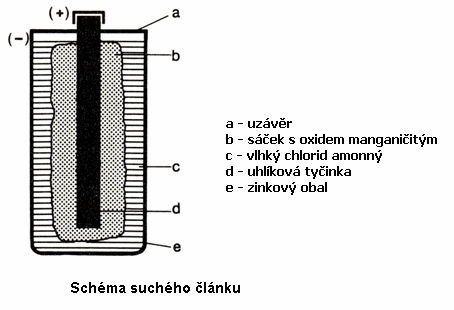 (+)
(-)
a
b
c
d
e
a - uzávěr
b - sáček s oxidem manganičitým
c - vlhký chlorid amonný
d - uhlíková tyčinka
e - zinkový obal
Schéma suchého článku